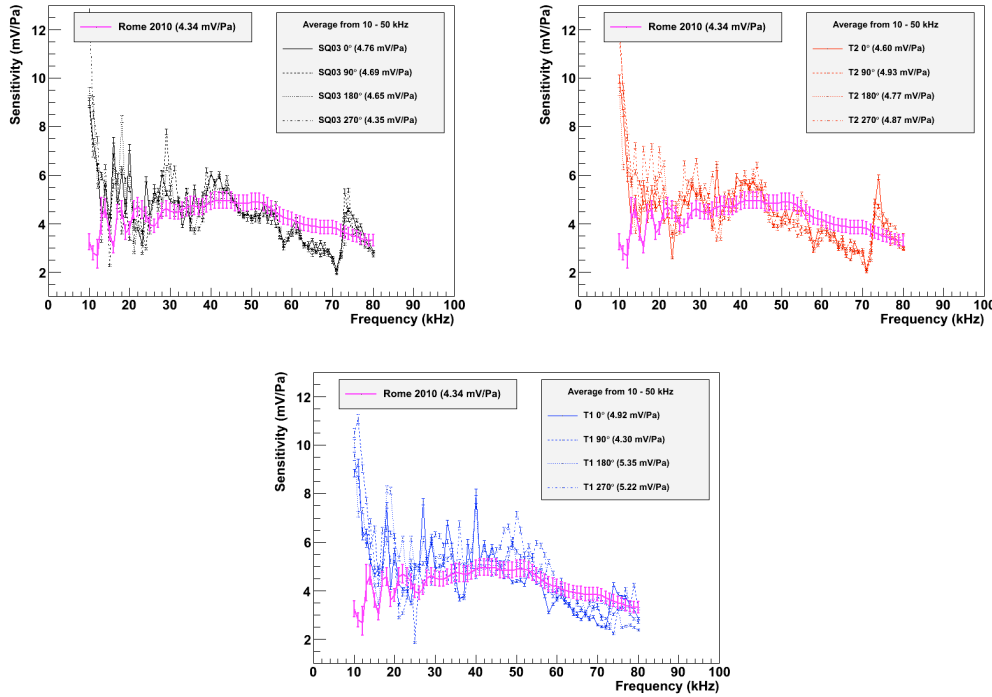 Rome 2010 (4.34 mV/Pa)
Average from 10 - 50 kHz
SQ03 0° (4.76 mV/Pa)
SQ03 90° (4.69 mV/Pa)
SQ03 180° (4.65 mV/Pa)
SQ03 270° (4.35 mV/Pa)
Sensitivity (mV/Pa)
12
10
8
6
4
2
0 10 20 30 40 50 60 70 80 90 100
Frequency (kHz)
Rome 2010 (4.34 mV/Pa)
Average from 10 - 50 kHz
T2 0° (4.60 mV/Pa)
T2 90° (4.93 mV/Pa)
T2 180° (4.77 mV/Pa)
T2 270° (4.87 mV/Pa)
Sensitivity (mV/Pa)
12
10
8
6
4
2
0 10 20 30 40 50 60 70 80 90 100
Frequency (kHz)
Rome 2010 (4.34 mV/Pa)
Average from 10 - 50 kHz
T1 0° (4.92 mV/Pa)
T1 90° (4.30 mV/Pa)
T1 180° (5.35 mV/Pa)
T1 270° (5.22 mV/Pa)
Sensitivity (mV/Pa)
12
10
8
6
4
2
0 10 20 30 40 50 60 70 80 90 100
Frequency (kHz)